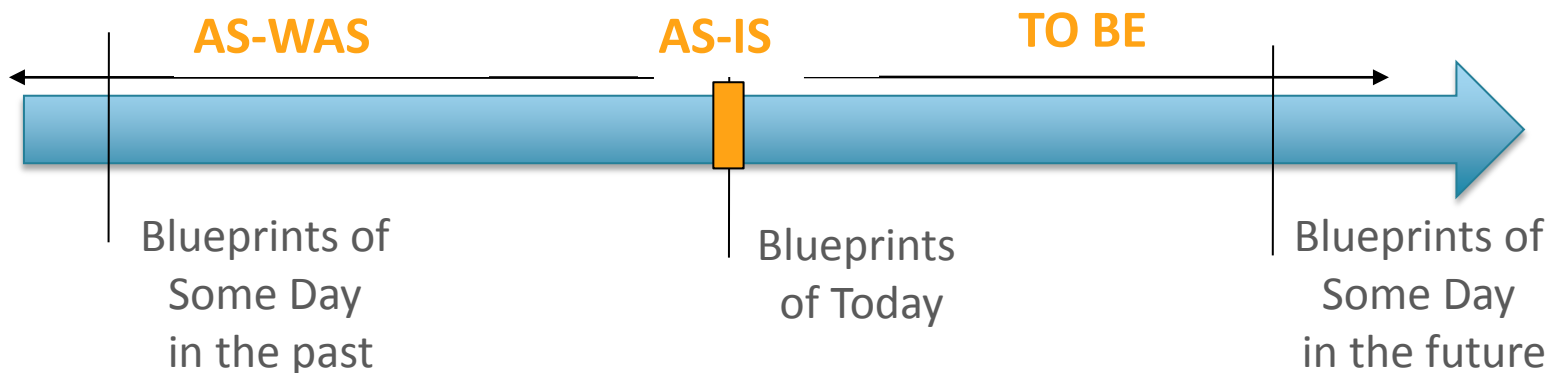 AS-WAS
AS-IS
TO BE
Blueprints of
Some Day
in the past
Blueprints
of Today
Blueprints of
Some Day
in the future